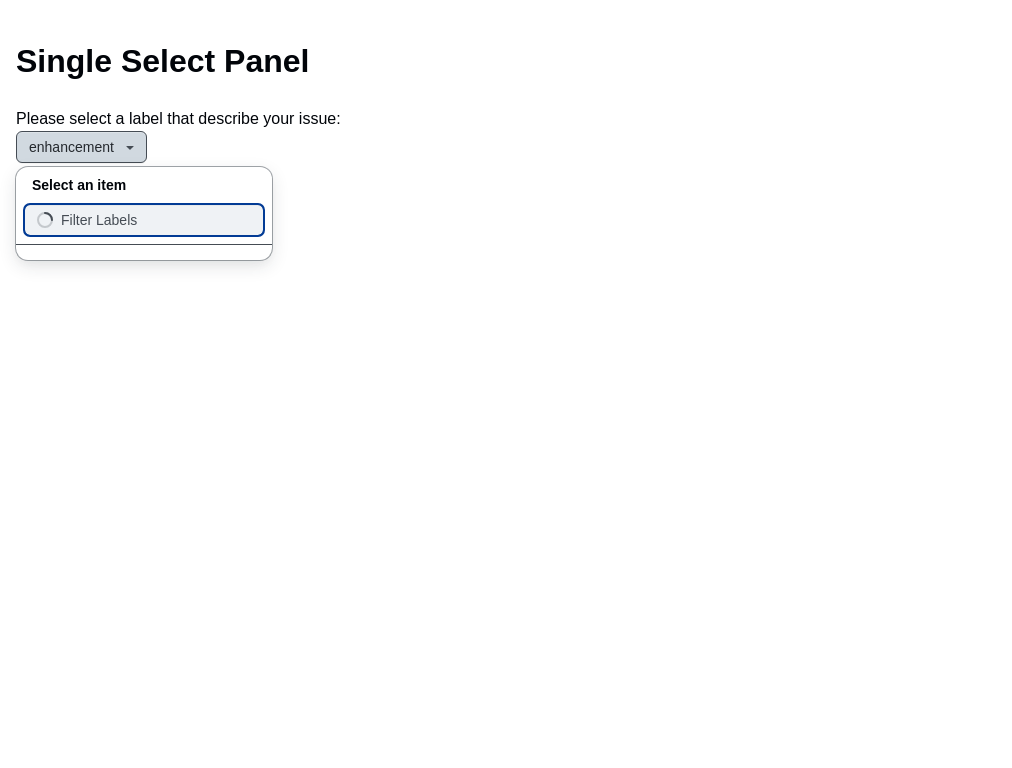 Single Select Panel
Please select a label that describe your issue:
enhancement
Select an item
Filter Labels